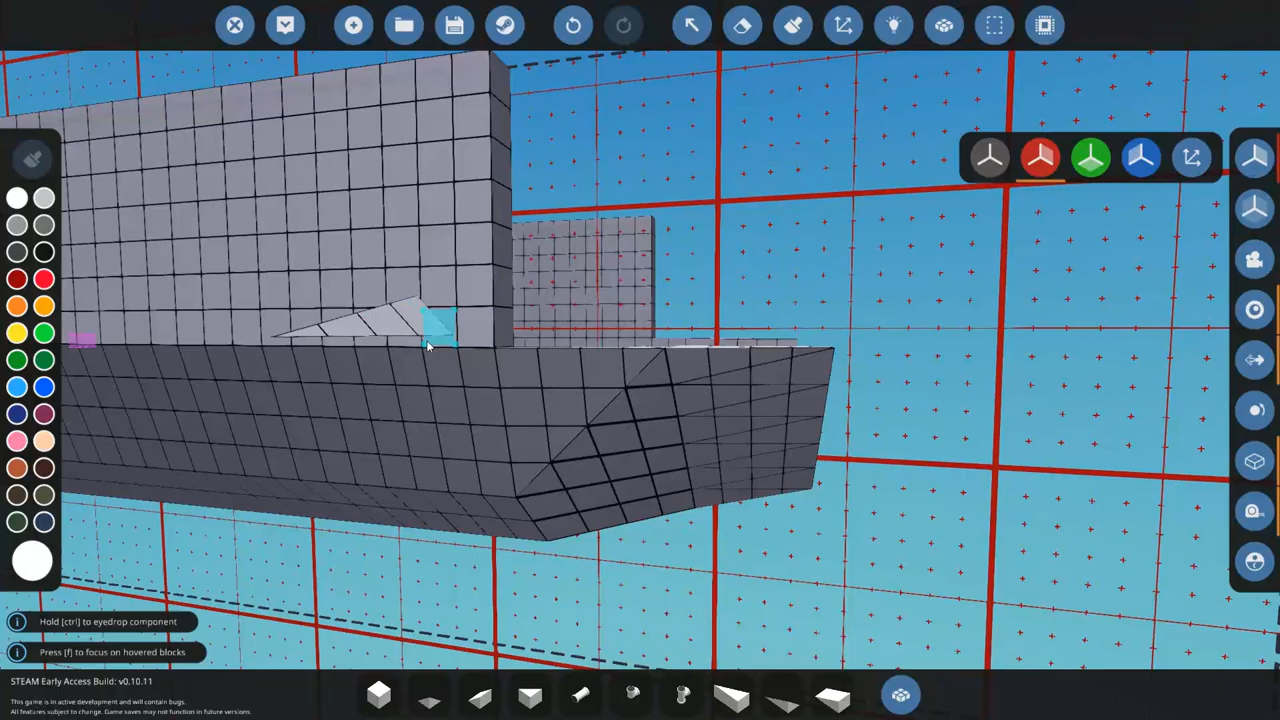 Hold [ctrl] to eyedrop component
Press [f] to focus on hovered blocks
STEAM Early Access Build: v0.10.11
This game is in active development and will contain bugs.
All features subject to change. Game saves may not function in future versions.